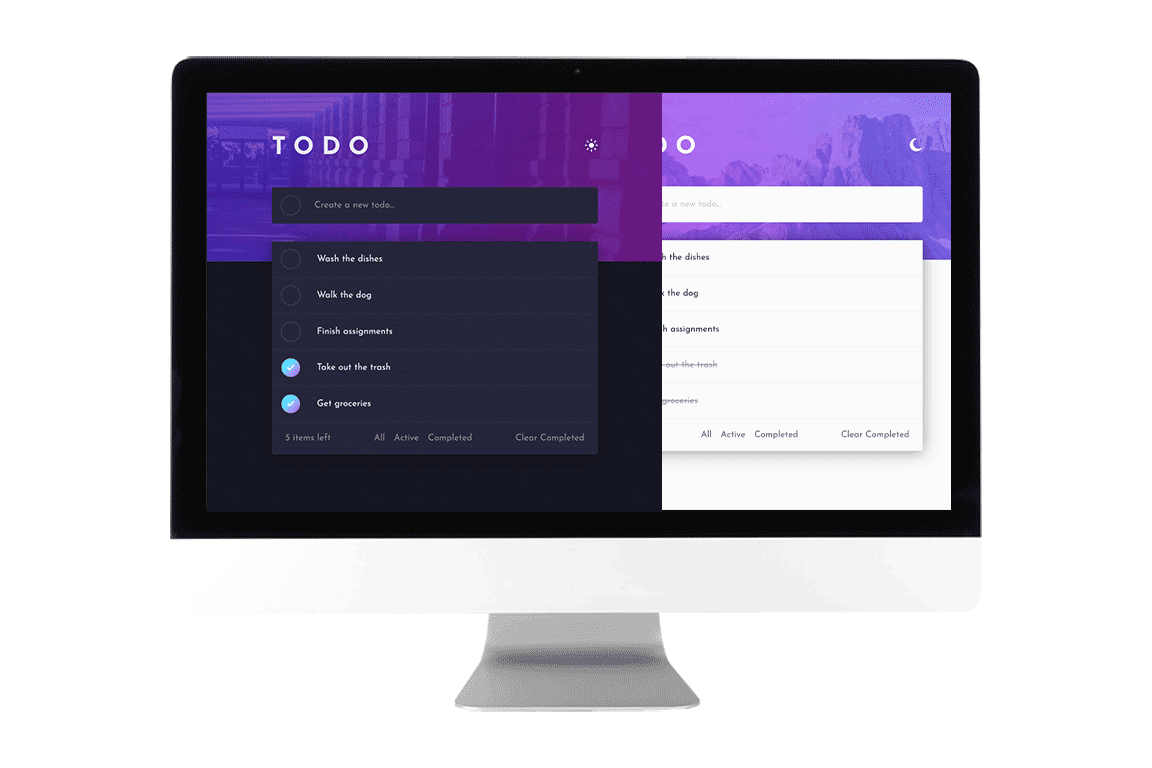 TODO
Create a new todo...
Wash the dishes
Walk the dog
Finish assignments
Take out the trash
Get groceries
5 items left All Active Completed Clear Completed
DO
te a new todo...
h the dishes
k the dog
h assignments
out the trash
groceries
All Active Completed Clear Completed